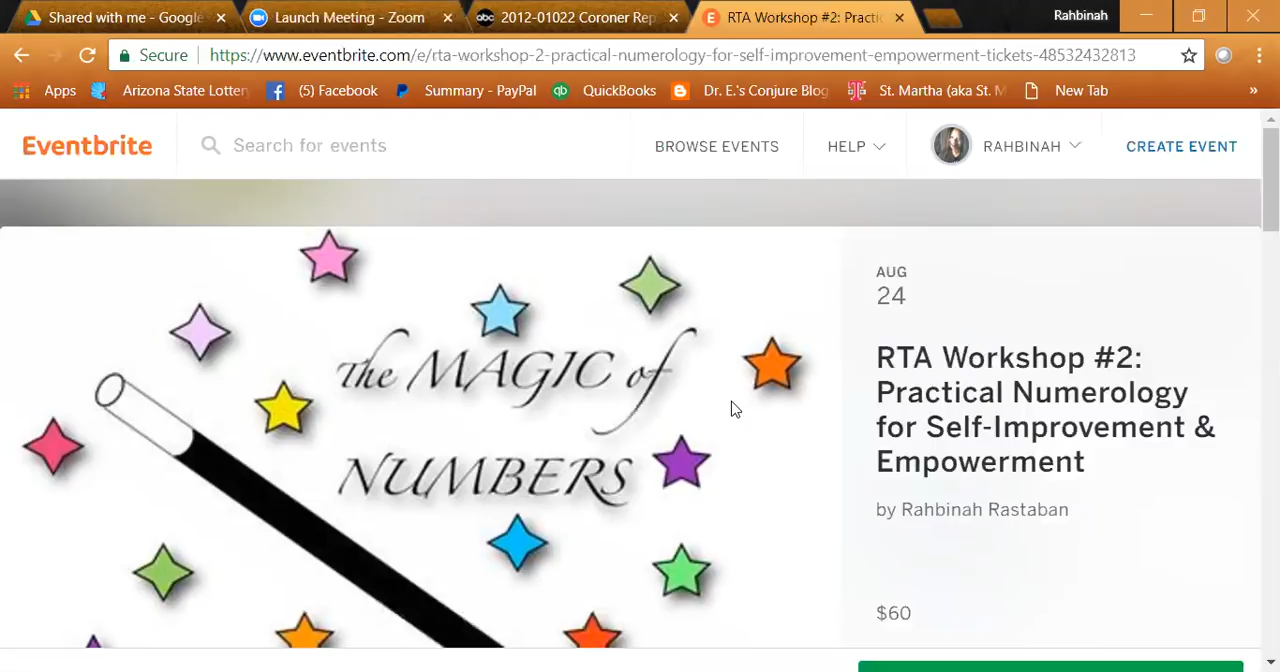 Shared with me - Google
Launch Meeting - Zoom
2012-01022 Coroner Rep
RTA Workshop #2: Practi
Rahbinah
Secure
https://www.eventbrite.com/e/rta-workshop-2-practical-numerology-for-self-improvement-empowerment-tickets-48532432813
Apps
Arizona State Lotter
(5) Facebook
Summary - PayPal
QuickBooks
Dr. E.'s Conjure Blog
St. Martha (aka St. M
New Tab
»
Eventbrite
Search for events
BROWSE EVENTS
HELP
RAHBINAH
CREATE EVENT
The MAGIC of
NUMBERS
AUG
24
RTA Workshop #2:
Practical Numerology
for Self-Improvement &
Empowerment
by Rahbinah Rastaban
$60